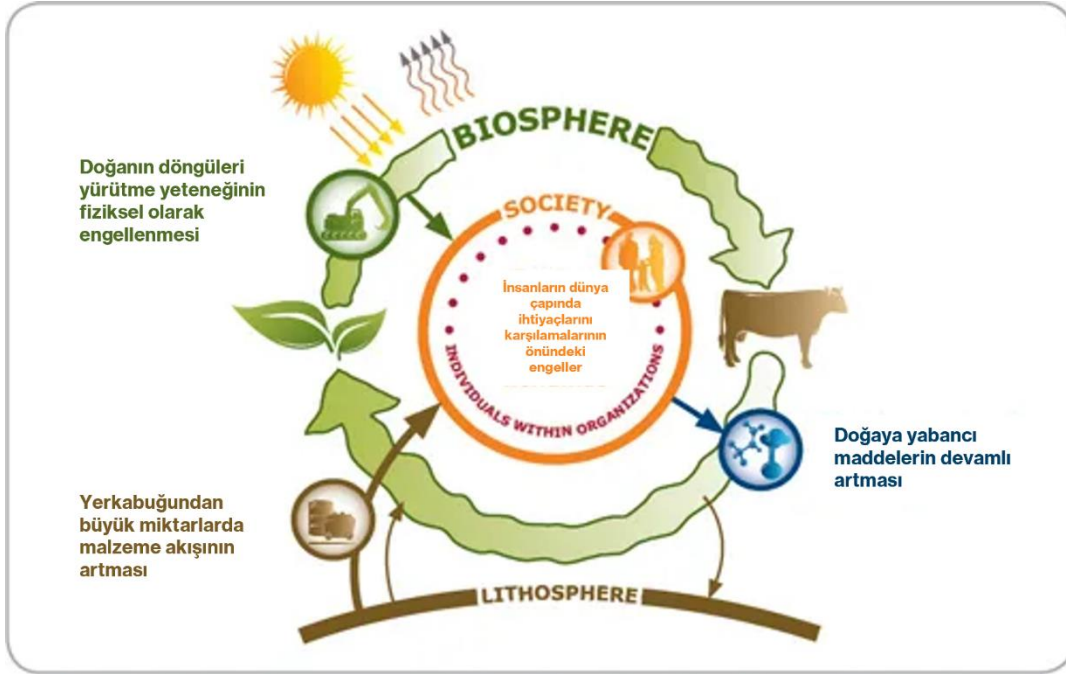 BIOSPHERE
Doğanın döngüleri
yürütme yeteneğinin
fiziksel olarak
engellenmesi
SOCIETY
İnsanların dünya
çapında
ihtiyaçlarını
karşılamalarının
önündeki
engeller
INDIVIDUALS WITHIN ORGANIZATIONS
Doğaya yabancı
maddelerin devamlı
artması
Yerkabuğundan
büyük miktarlarda
malzeme akışının
artması
LITHOSPHERE